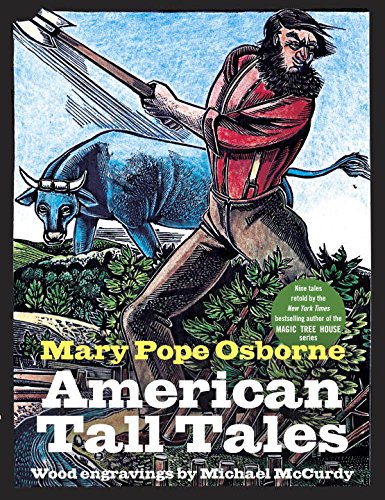 Nine tales
retold by the
New York Times
bestselling author of the
MAGIC TREE HOUSE
series
Mary Pope Osborne
American
Tall Tales
Wood engravings by Michael McCurdy